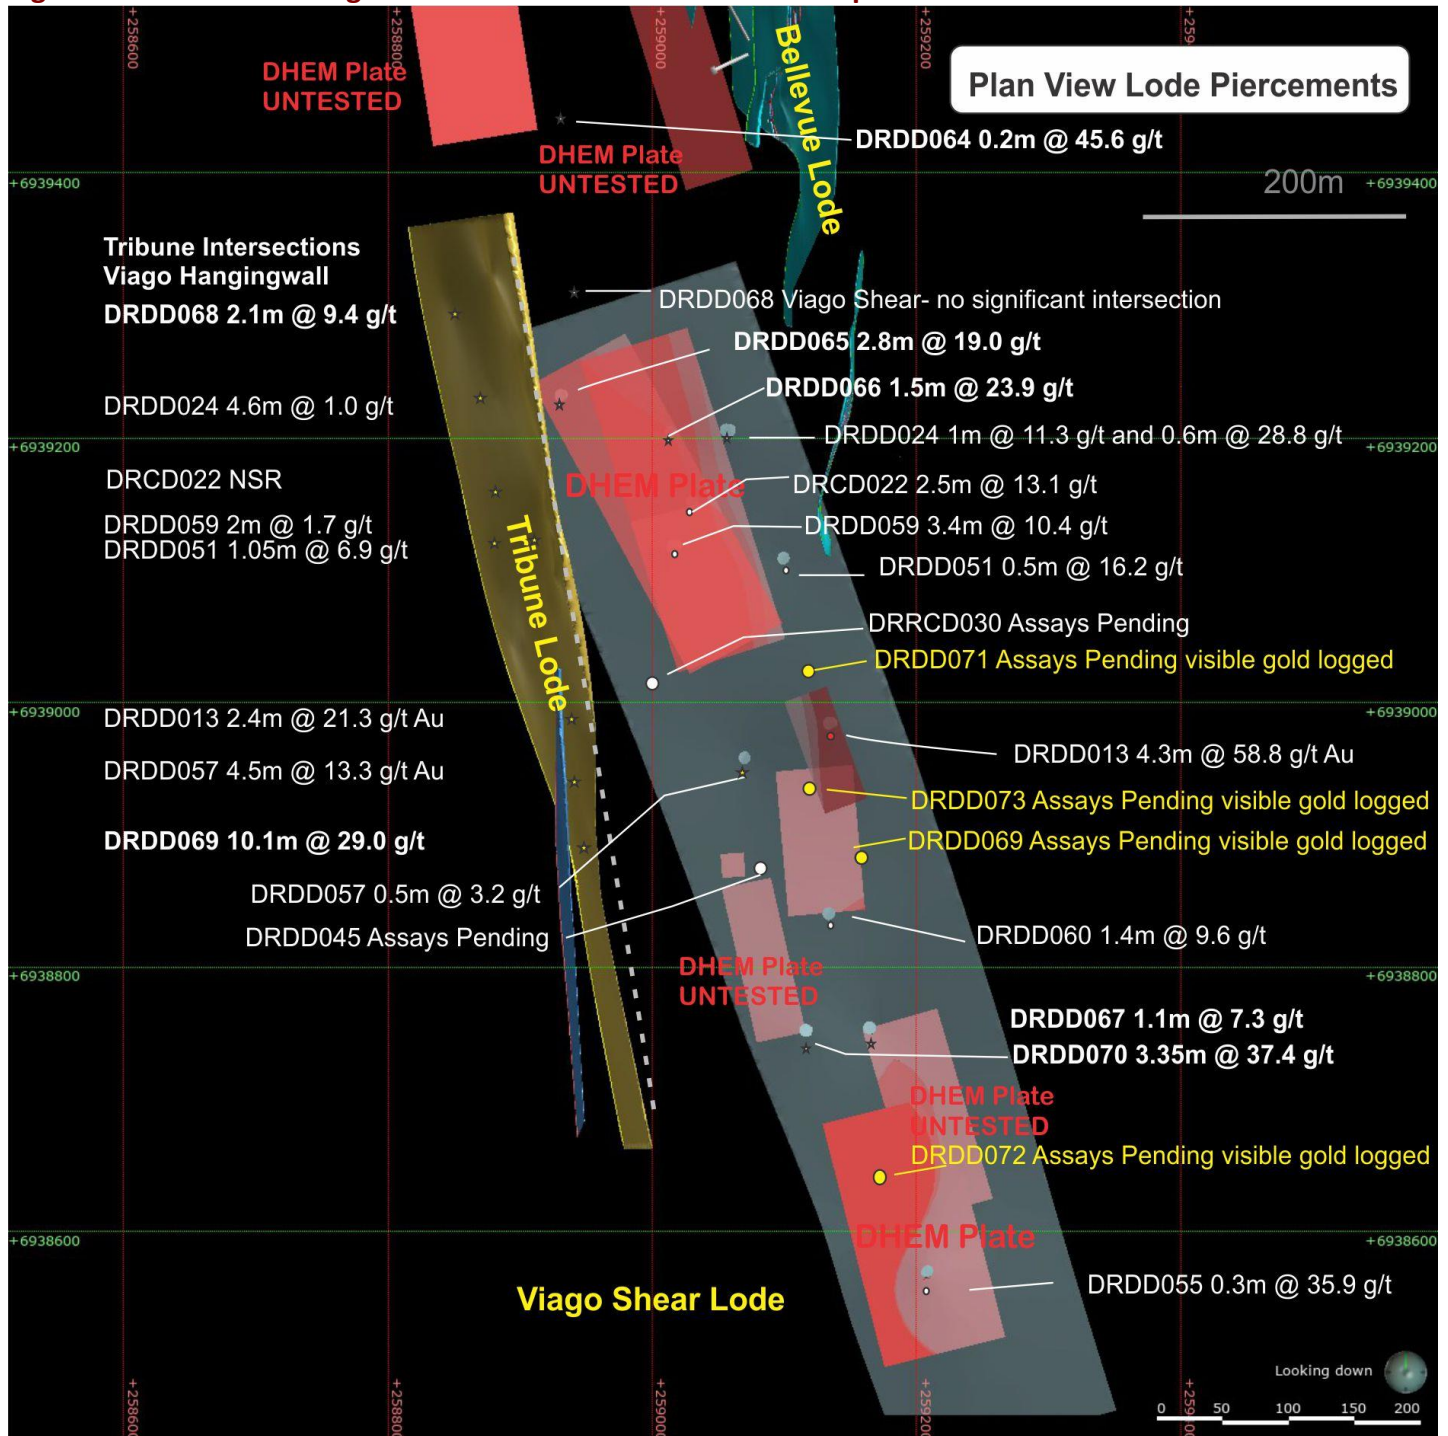 +258600
+258800
+259000
+259200
Plan View Lode Piercements
DHEM Plate
UNTESTED
Bellevue Lode
DRDD064 0.2m @ 45.6 g/t
DHEM Plate
UNTESTED
+6939400
200m
+6939400
Tribune Intersections
Viago Hangingwall
DRDD068 2.1m @ 9.4 g/t
DRDD068 Viago Shear- no significant intersection
DRDD065 2.8m @ 19.0 g/t
DRDD066 1.5m @ 23.9 g/t
DRDD024 4.6m @ 1.0 g/t
DRDD024 1m @ 11.3 g/t and 0.6m @ 28.8 g/t
+6939200
+6939200
DRCD022 NSR
DHEM Plate
DRCD022 2.5m @ 13.1 g/t
DRDD059 2m @ 1.7 g/t
DRDD059 3.4m @ 10.4 g/t
DRDD051 1.05m @ 6.9 g/t
DRDD051 0.5m @ 16.2 g/t
Tribune Lode
DRRCD030 Assays Pending
DRDD071 Assays Pending visible gold logged
+6939000
+6939000
DRDD013 2.4m @ 21.3 g/t Au
DRDD013 4.3m @ 58.8 g/t Au
DRDD057 4.5m @ 13.3 g/t Au
DRDD073 Assays Pending visible gold logged
DRDD069 10.1m @ 29.0 g/t
DRDD069 Assays Pending visible gold logged
DRDD057 0.5m @ 3.2 g/t
DRDD045 Assays Pending
DRDD060 1.4m @ 9.6 g/t
DHEM Plate
UNTESTED
+6938800
+6938800
DRDD067 1.1m @ 7.3 g/t
DRDD070 3.35m @ 37.4 g/t
DHEM Plate
UNTESTED
DRDD072 Assays Pending visible gold logged
DHEM Plate
+6938600
+6938600
DRDD055 0.3m @ 35.9 g/t
Viago Shear Lode
Looking down
+258600
+258800
+259000
+259200
0 50 100 150 200